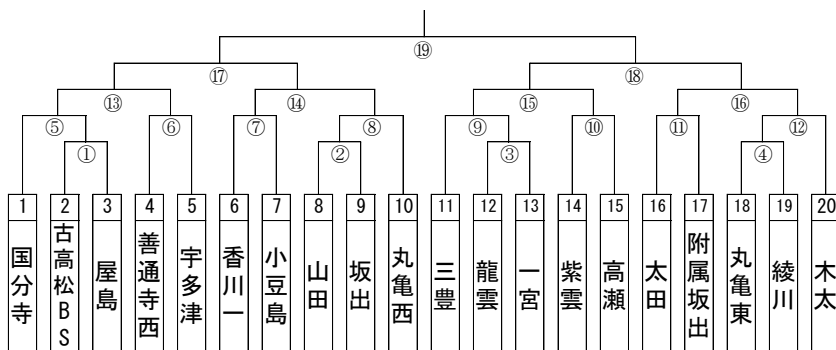 ⑲
⑰ ⑱
⑬ ⑭ ⑮ ⑯
⑤ ⑥ ⑦ ⑧ ⑨ ⑩ ⑪ ⑫
① ② ③ ④
1 2 3 4 5 6 7 8 9 10 11 12 13 14 15 16 17 18 19 20
国分寺
古高松BS
屋島
善通寺西
宇多津
香川一
小豆島
山田
坂出
丸亀西
三豊
龍雲
一宮
紫雲
高瀬
太田
附属坂出
丸亀東
綾川
木太